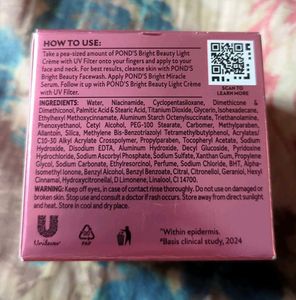 HOW TO USE:
Take a pea-sized amount of POND'S Bright Beauty Light
Crème with UV Filter onto your fingers and apply to your
face and neck. For best results, cleanse skin with POND'S
Bright Beauty Facewash. Apply POND'S Bright Miracle
Serum. Follow it up with POND'S Bright Beauty Light Crème
with UV Filter.
SCAN TO
LEARN MORE
INGREDIENTS: Water, Niacinamide, Cyclopentasiloxane, Dimethicone &
Dimethiconol, Palmitic Acid & Stearic Acid, Titanium Dioxide, Glycerin, Isohexadecane,
Ethylhexyl Methoxycinnamate, Aluminum Starch Octenylsuccinate, Triethanolamine,
Phenoxyethanol, Cetyl Alcohol, PEG-100 Stearate, Carbomer, Methylparaben,
Allantoin, Silica, Methylene Bis-Benzotriazolyl Tetramethylbutylphenol, Acrylates/
C10-30 Alkyl Acrylate Crosspolymer, Propylparaben, Tocopheryl Acetate, Sodium
Hydroxide, Disodium EDTA, Aluminum Hydroxide, Decyl Glucoside, Pyridoxine
Hydrochloride, Sodium Ascorbyl Phosphate, Sodium Sulfate, Xanthan Gum, Propylene
Glycol, Sodium Carbonate, Ethylresorcinol, Perfume, Sodium Chloride, BHT, Alpha-
Isomethyl Ionone, Benzyl Alcohol, Benzyl Benzoate, Citral, Citronellol, Geraniol, Hexyl
Cinnamal, Hydroxycitronellal, D Limonene, Linalool, CI 14700.
WARNING: Keep off eyes, in case of contact rinse thoroughly. Do not use on damaged or
broken skin. Stop use and consult a doctor if rash occurs. Store away from direct sunlight
and heat. Store in cool and dry place.
Unilever
PAP
^Within epidermis.
*Basis clinical study, 2024